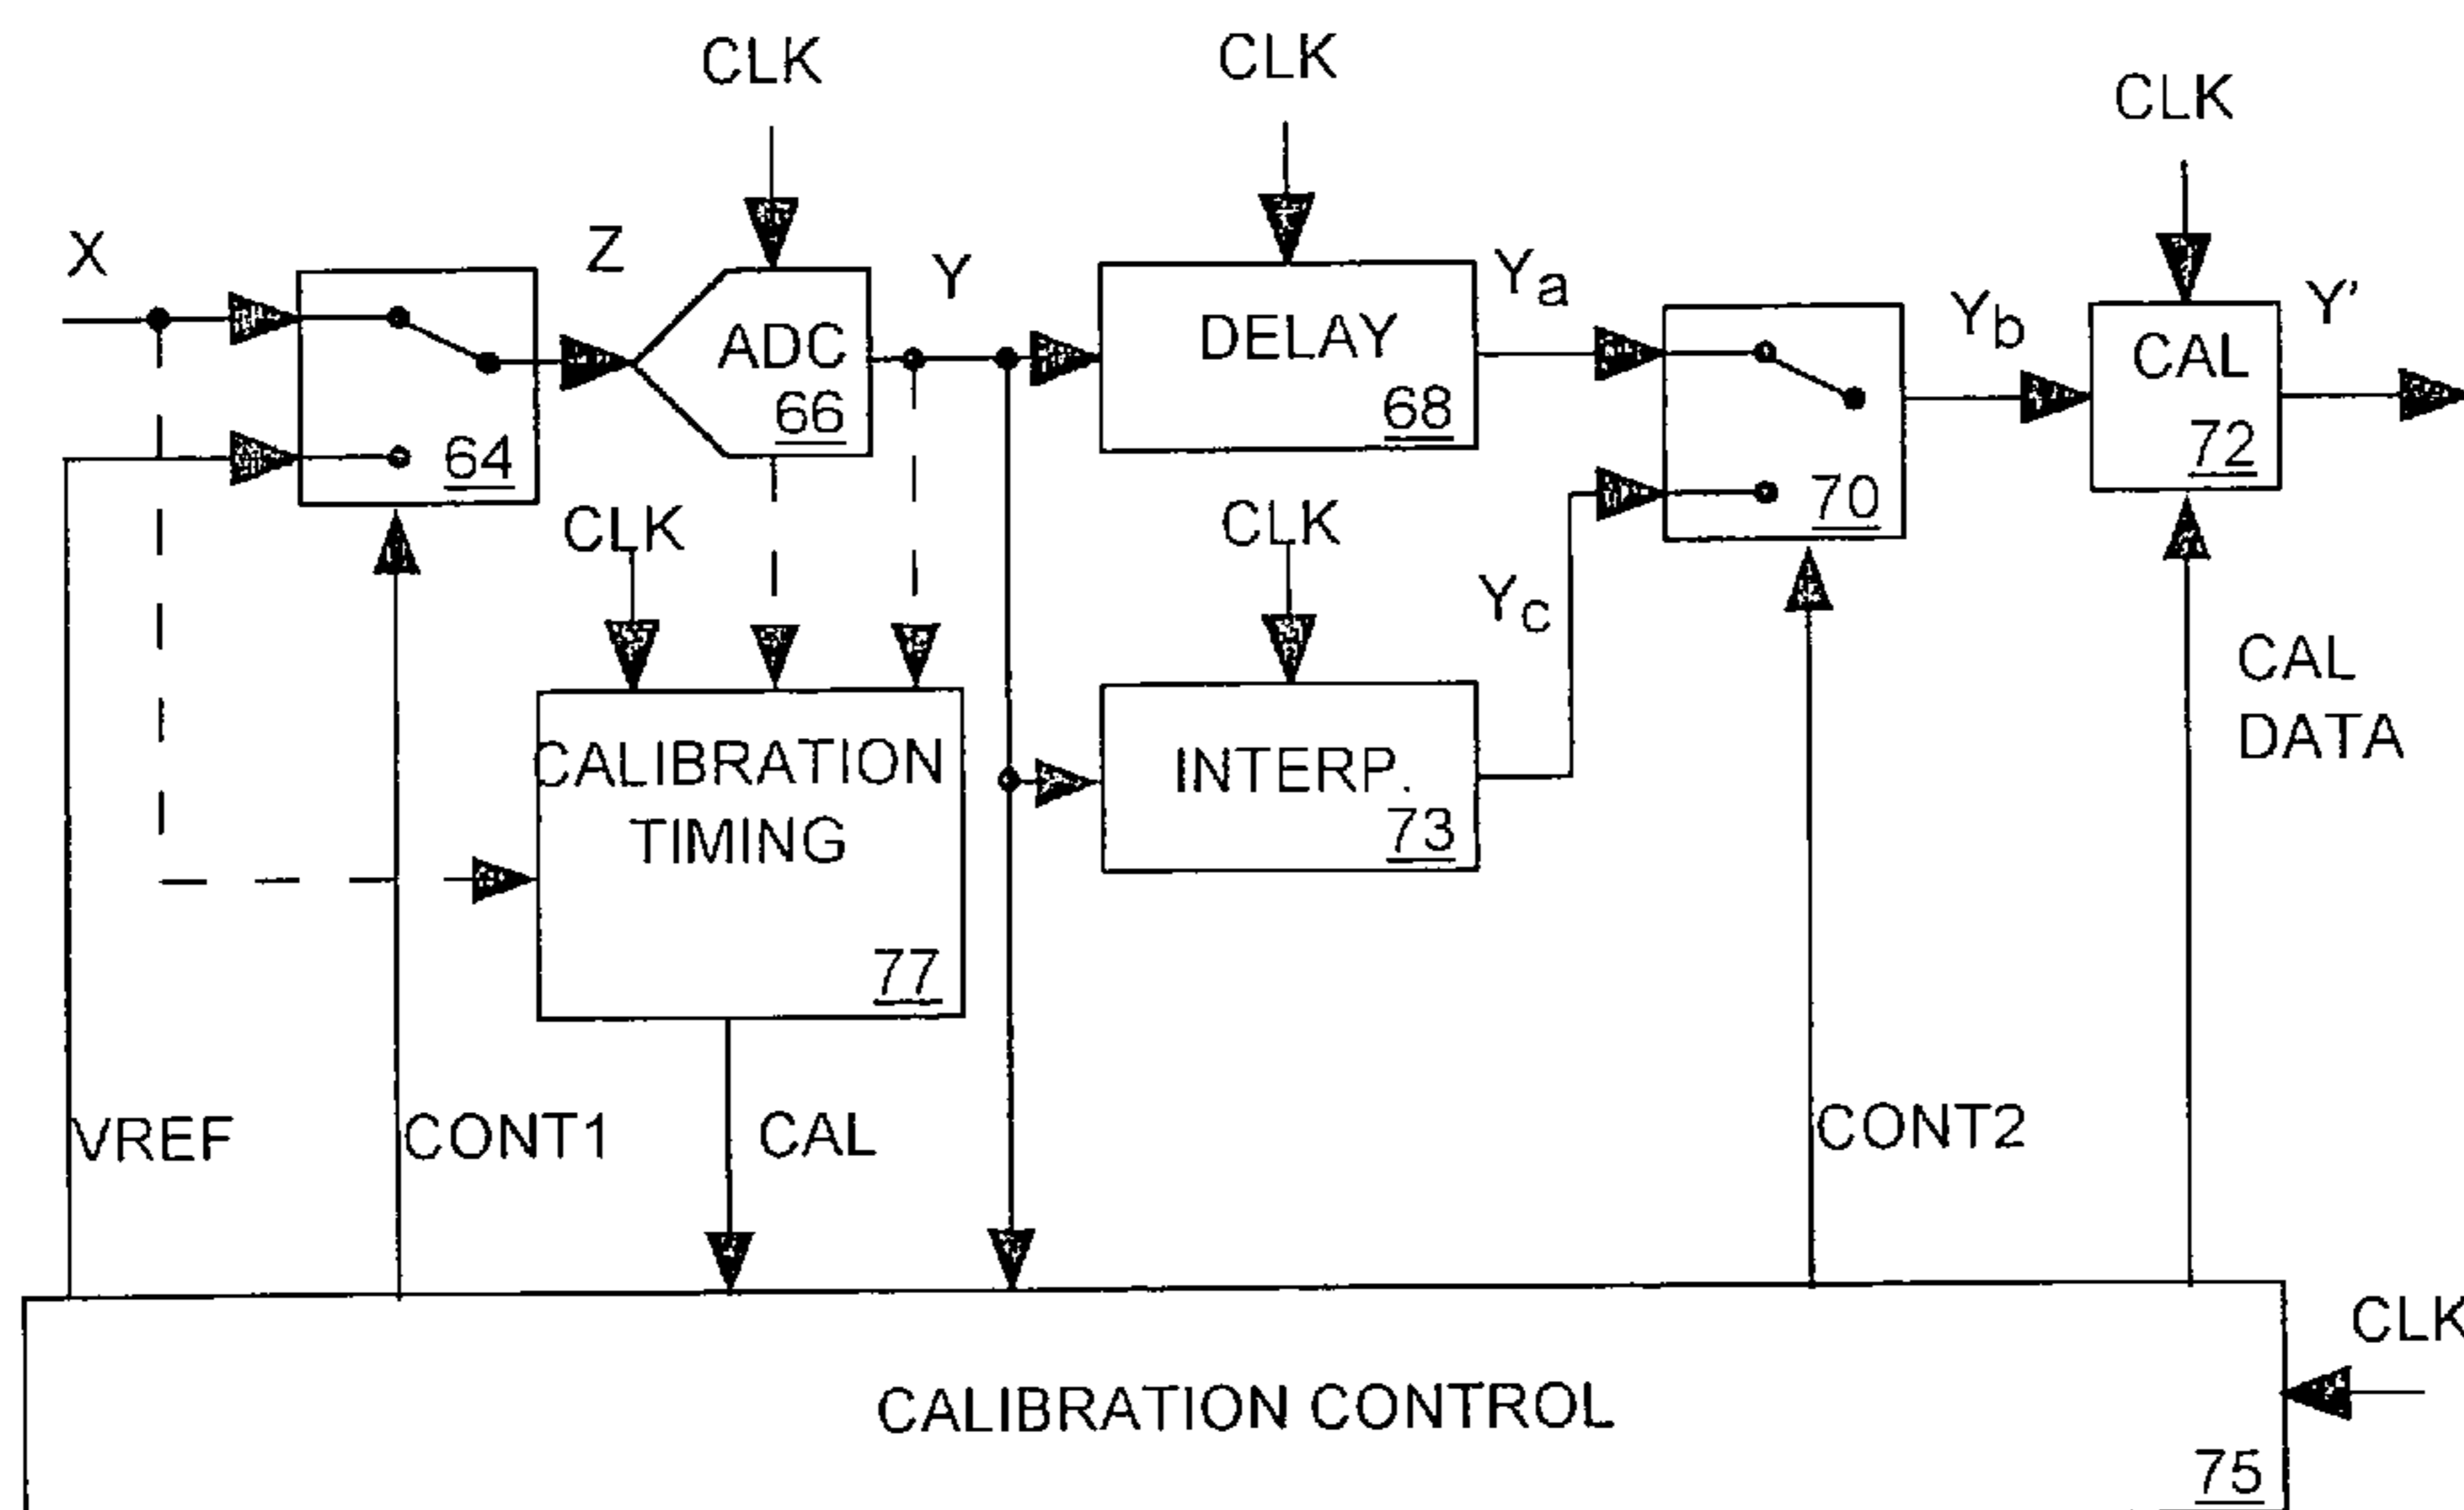 CLK
CLK
CLK
X
Z
Y
Ya
Yb
Y'
ADC
66
DELAY
68
CAL
72
64
70
CLK
CLK
Yc
CAL
DATA
CALIBRATION
TIMING
77
INTERP.
73
VREF
CONT1
CAL
CONT2
CLK
CALIBRATION CONTROL
75